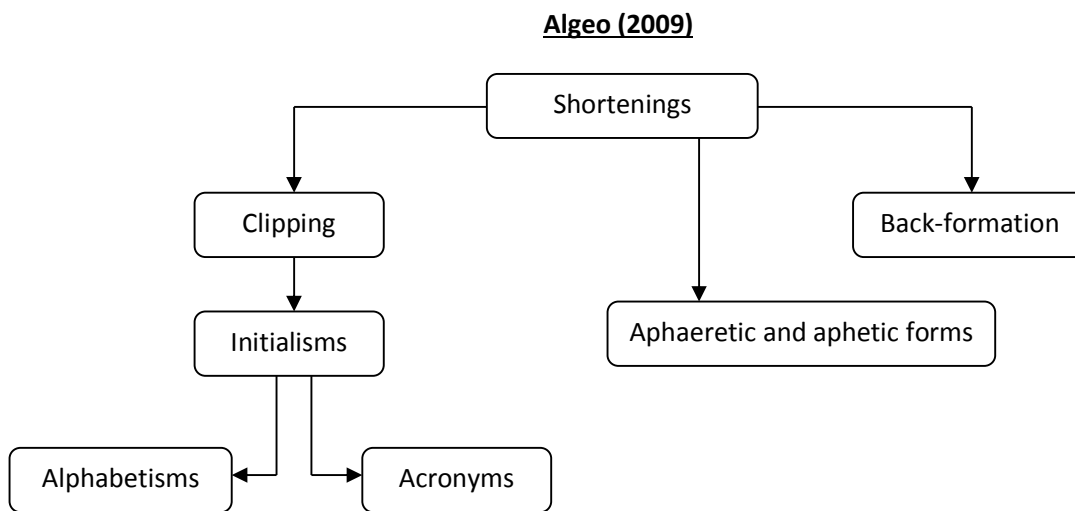 Algeo (2009)
Shortenings
Clipping
Back-formation
Initialisms
Aphaeretic and aphetic forms
Alphabetisms
Acronyms